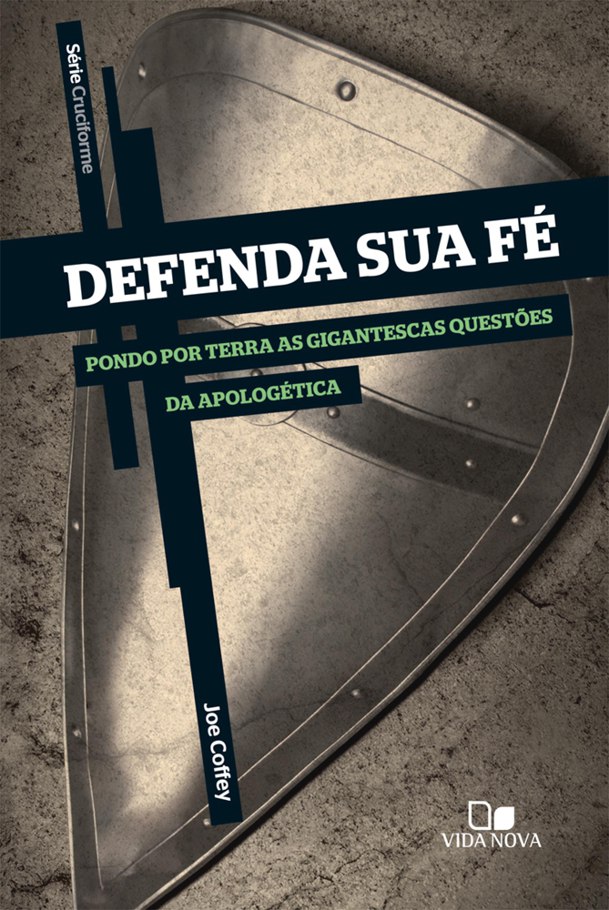 Série Cruciforme
DEFENDA SUA FÉ
PONDO POR TERRA AS GIGANTESCAS QUESTÕES
DA APOLOGÉTICA
Joe Coffey
VIDA NOVA